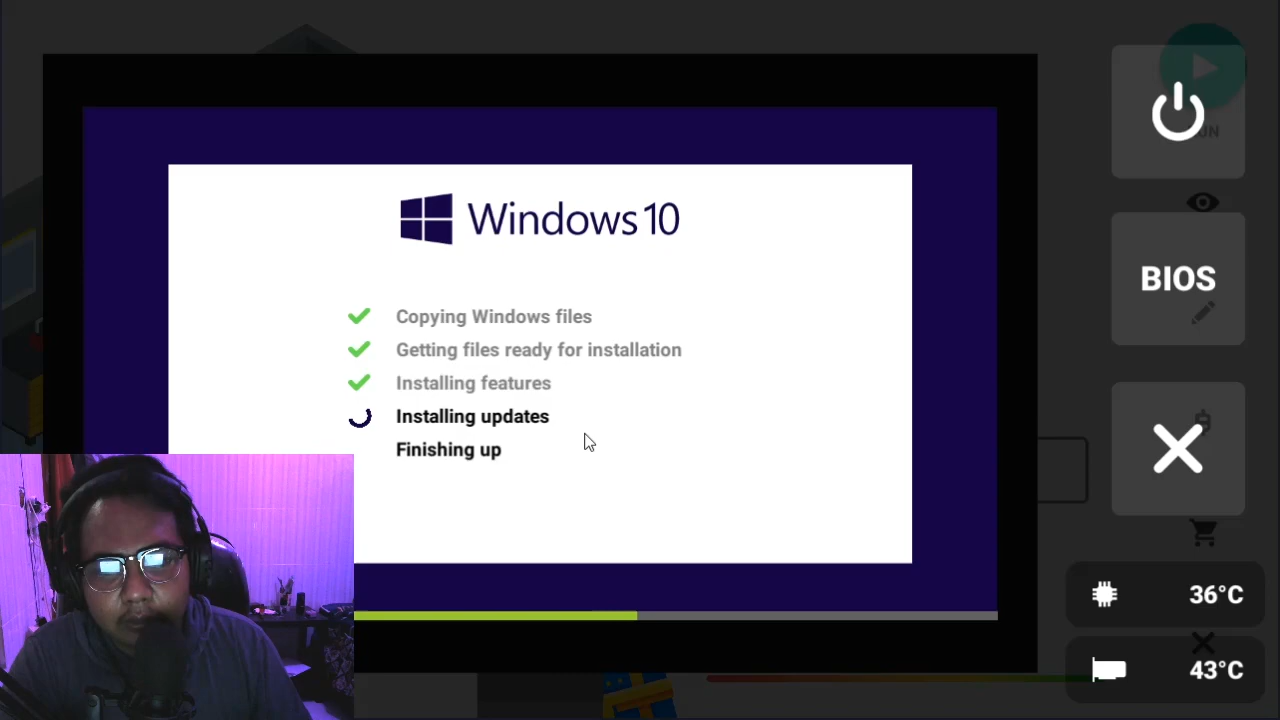 Windows 10
Copying Windows files
Getting files ready for installation
Installing features
Installing updates
Finishing up
BIOS
36°C
43°C